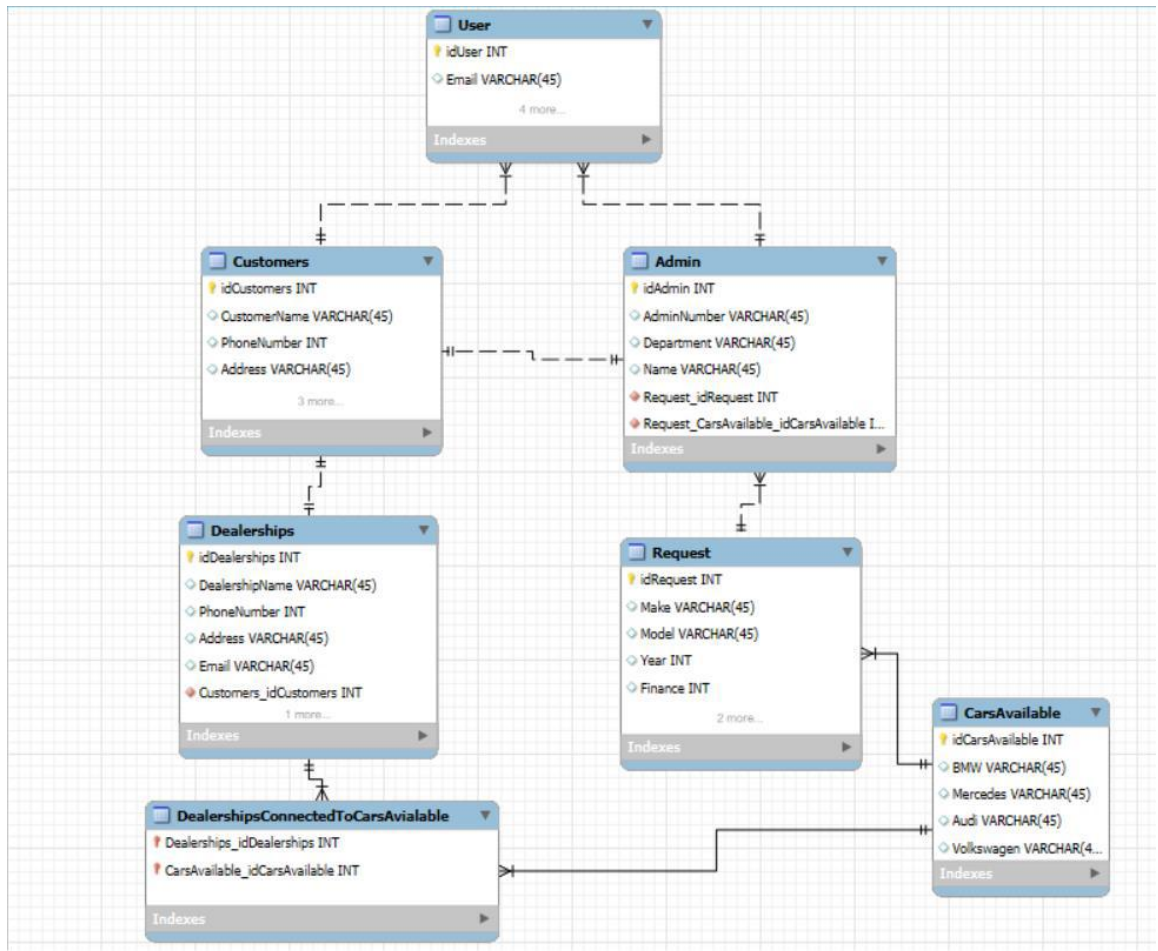 User
idUser INT
Email VARCHAR(45)
4 more...
Indexes
Customers
idCustomers INT
CustomerName VARCHAR(45)
PhoneNumber INT
Address VARCHAR(45)
3 more...
Indexes
Admin
idAdmin INT
AdminNumber VARCHAR(45)
Department VARCHAR(45)
Name VARCHAR(45)
Request_idRequest INT
Request_CarsAvailable_idCarsAvailable I...
Indexes
Dealerships
idDealerships INT
DealershipName VARCHAR(45)
PhoneNumber INT
Address VARCHAR(45)
Email VARCHAR(45)
Customers_idCustomers INT
1 more...
Indexes
Request
idRequest INT
Make VARCHAR(45)
Model VARCHAR(45)
Year INT
Finance INT
2 more...
Indexes
CarsAvailable
idCarsAvailable INT
BMW VARCHAR(45)
Mercedes VARCHAR(45)
Audi VARCHAR(45)
Volkswagen VARCHAR(4...
Indexes
DealershipsConnectedToCarsAvialable
Dealerships_idDealerships INT
CarsAvailable_idCarsAvailable INT
Indexes